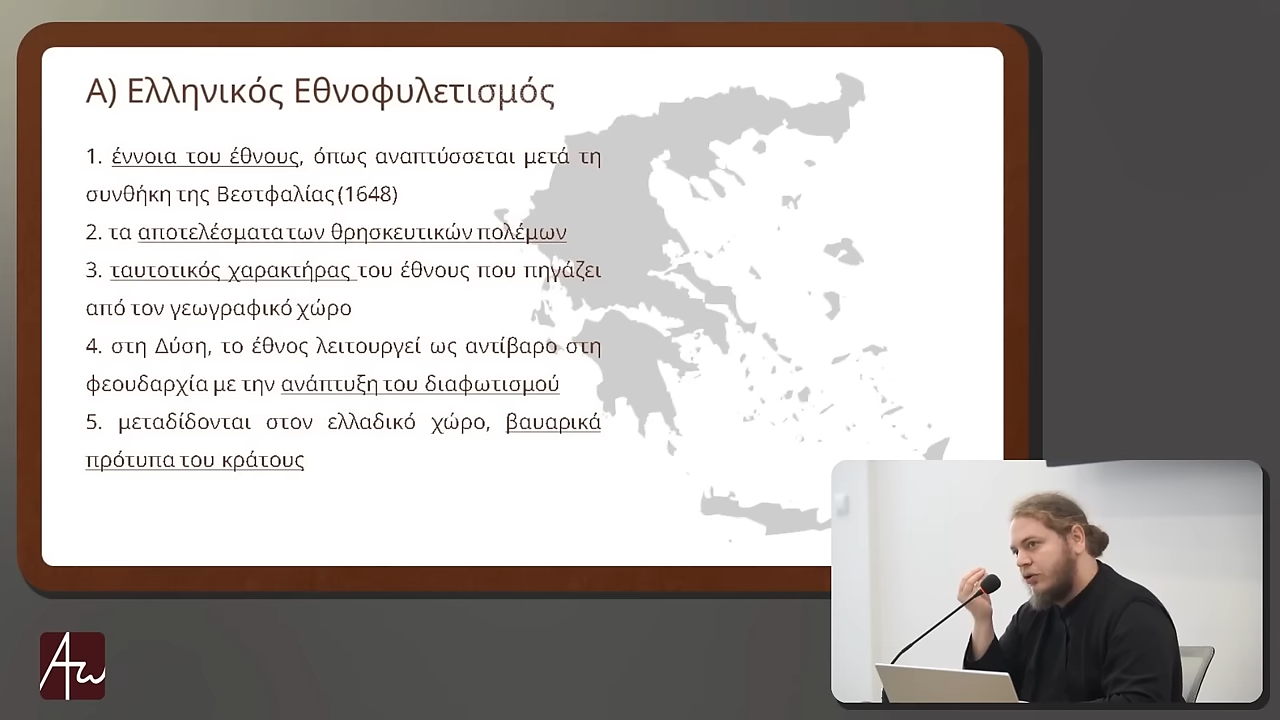 Α) Ελληνικός Εθνοφυλετισμός
1. έννοια του έθνους, όπως αναπτύσσεται μετά τη
συνθήκη της Βεστφαλίας (1648)
2. τα αποτελέσματα των θρησκευτικών πολέμων
3. ταυτοτικός χαρακτήρας του έθνους που πηγάζει
από τον γεωγραφικό χώρο
4. στη Δύση, το έθνος λειτουργεί ως αντίβαρο στη
φεουδαρχία με την ανάπτυξη του διαφωτισμού
5. μεταδίδονται στον ελλαδικό χώρο, βαυαρικά
πρότυπα του κράτους
Αω